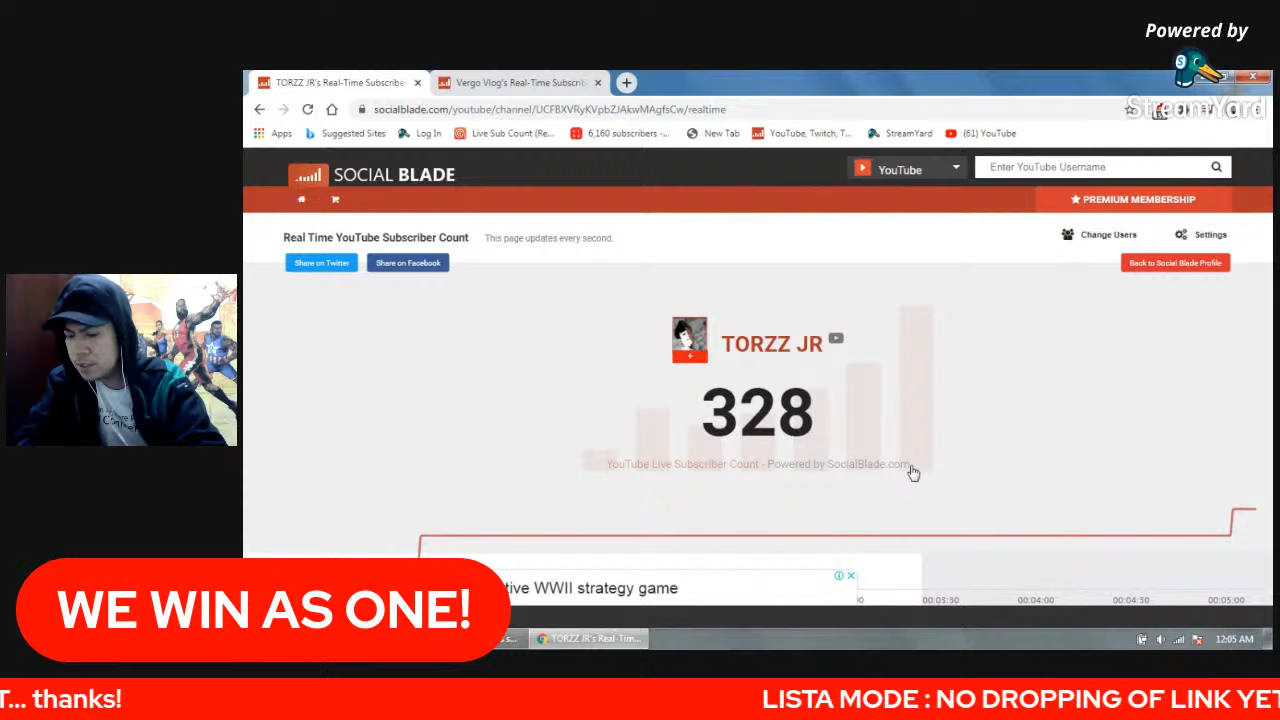 Powered by
StreamYard
TORZZ JR's Real-Time Subscribe
Vergo Vlog's Real-Time Subscrib
socialblade.com/youtube/channel/UCFBXVRyKVpbZJAkwMAgfsCw/realtime
Apps
Suggested Sites
Log In
Live Sub Count (Re...
6,160 subscribers -...
New Tab
YouTube, Twitch, T...
StreamYard
(61) YouTube
SOCIAL BLADE
YouTube
Enter YouTube Username
PREMIUM MEMBERSHIP
Real Time YouTube Subscriber Count
This page updates every second.
Change Users
Settings
Share on Twitter
Share on Facebook
Back to Social Blade Profile
TORZZ JR
328
YouTube Live Subscriber Count - Powered by SocialBlade.com
tive WWII strategy game
00:03:30
00:04:00
00:04:30
00:05:00
WE WIN AS ONE!
TORZZ JR's Real-Tim...
12:05 AM
T... thanks!
LISTA MODE : NO DROPPING OF LINK YET